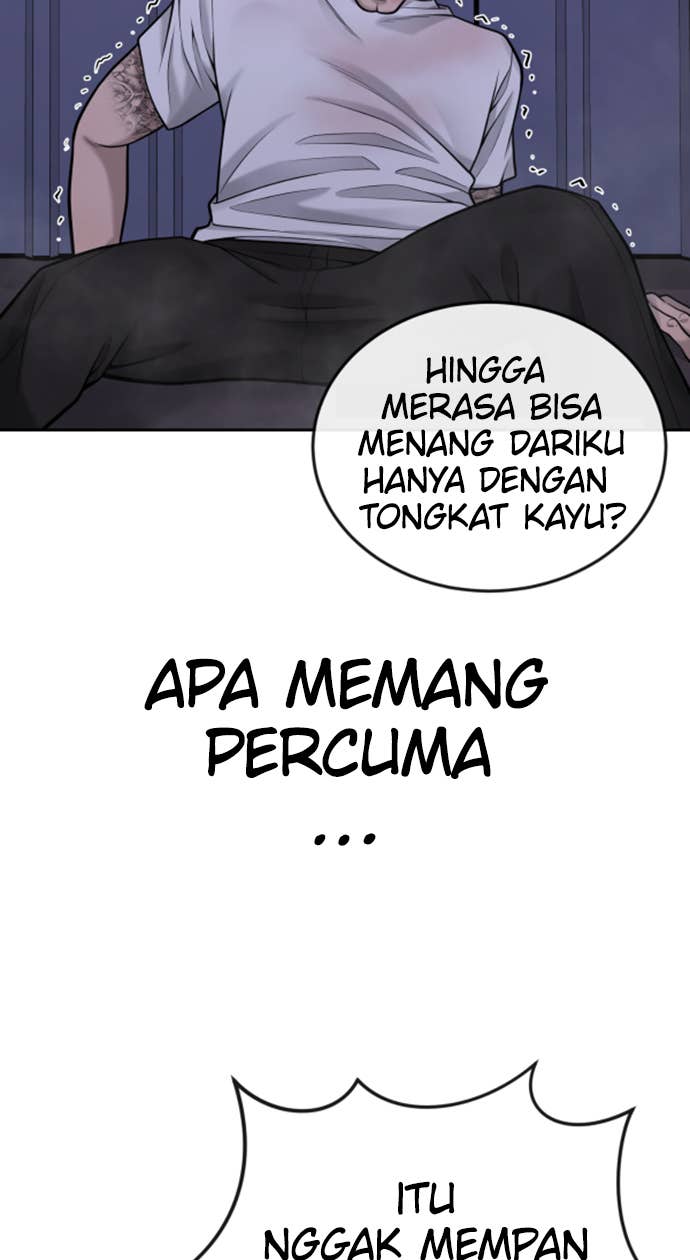 HINGGA
MERASA BISA
MENANG DARIKU
HANYA DENGAN
TONGKAT KAYU?
APA MEMANG
PERCUMA
...
ITU
NGGAK MEMPAN